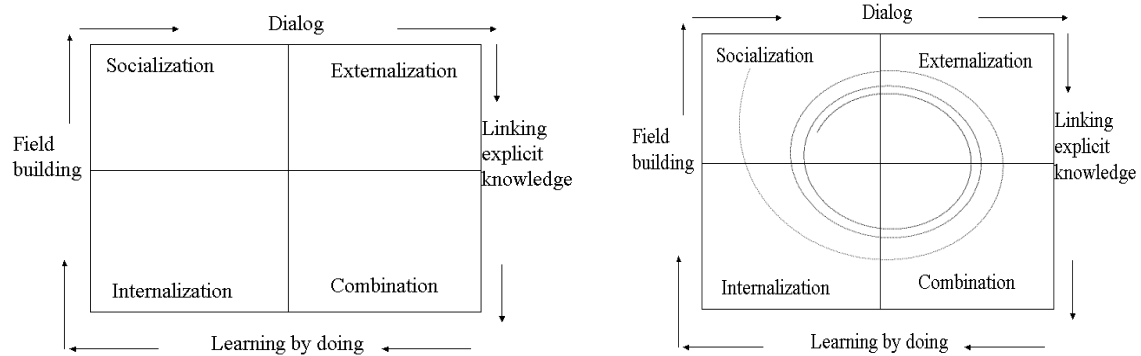 Dialog
Socialization
Externalization
Field
building
Linking
explicit
knowledge
Internalization
Combination
Learning by doing
Dialog
Socialization
Externalization
Field
building
Linking
explicit
knowledge
Internalization
Combination
Learning by doing